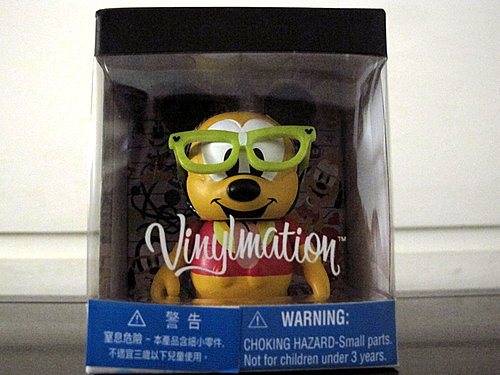 Vinylmation™
⚠ 警告
窒息危險 - 本產品含細小零件,
不適宜三歲以下兒童使用。
⚠ WARNING:
CHOKING HAZARD-Small parts.
Not for children under 3 years.